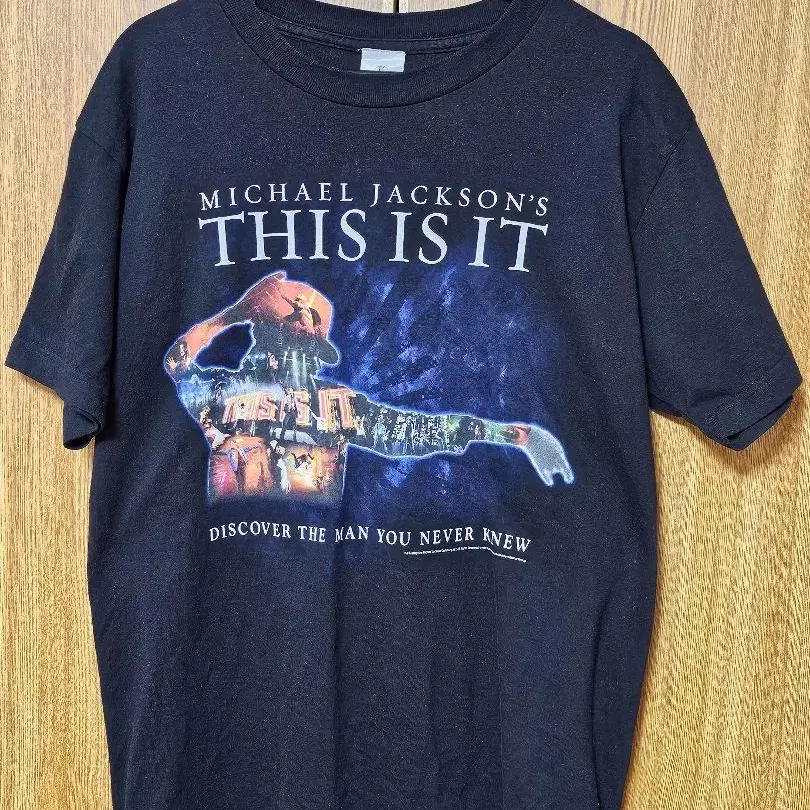 MICHAEL JACKSON'S
THIS IS IT
THIS IS IT
DISCOVER THE MAN YOU NEVER KNEW